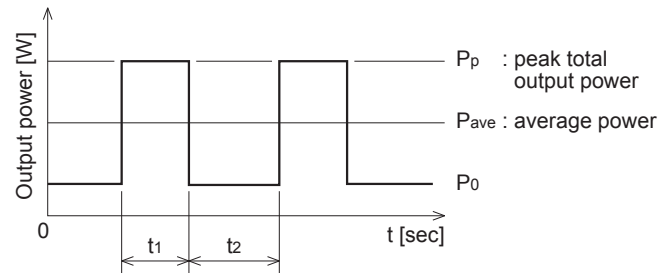 Output power [W]
Pp : peak total
output power
Pave : average power
P0
0
t1
t2
t [sec]